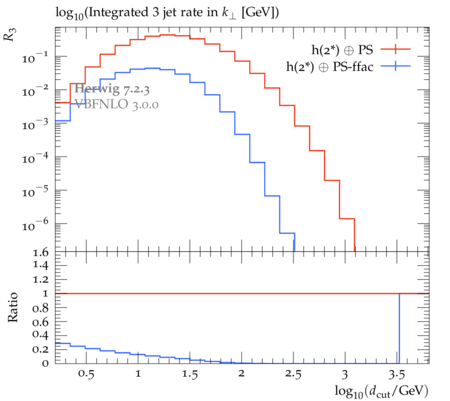 log₁₀(Integrated 3 jet rate in k⊥ [GeV])
R₃
h(2*) ⊕ PS
h(2*) ⊕ PS-ffac
Herwig 7.2.3
VBFNLO 3.0.0
10⁻¹
10⁻²
10⁻³
10⁻⁴
10⁻⁵
10⁻⁶
1.6
1.4
1.2
1
0.8
0.6
0.4
0.2
0
Ratio
0.5 1 1.5 2 2.5 3 3.5
log₁₀(d_cut/GeV)